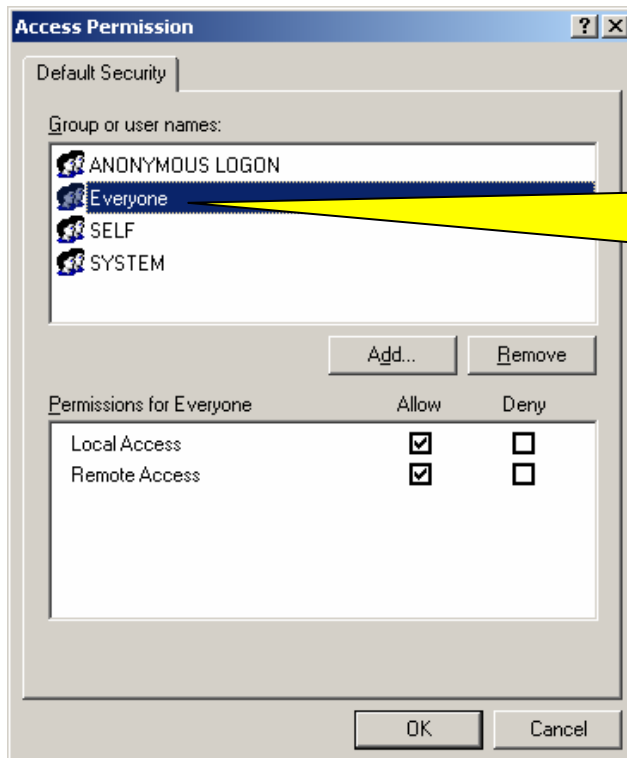 Access Permission
Default Security
Group or user names:
ANONYMOUS LOGON
Everyone
SELF
SYSTEM
Add... Remove
Permissions for Everyone Allow Deny
Local Access
Remote Access
OK Cancel